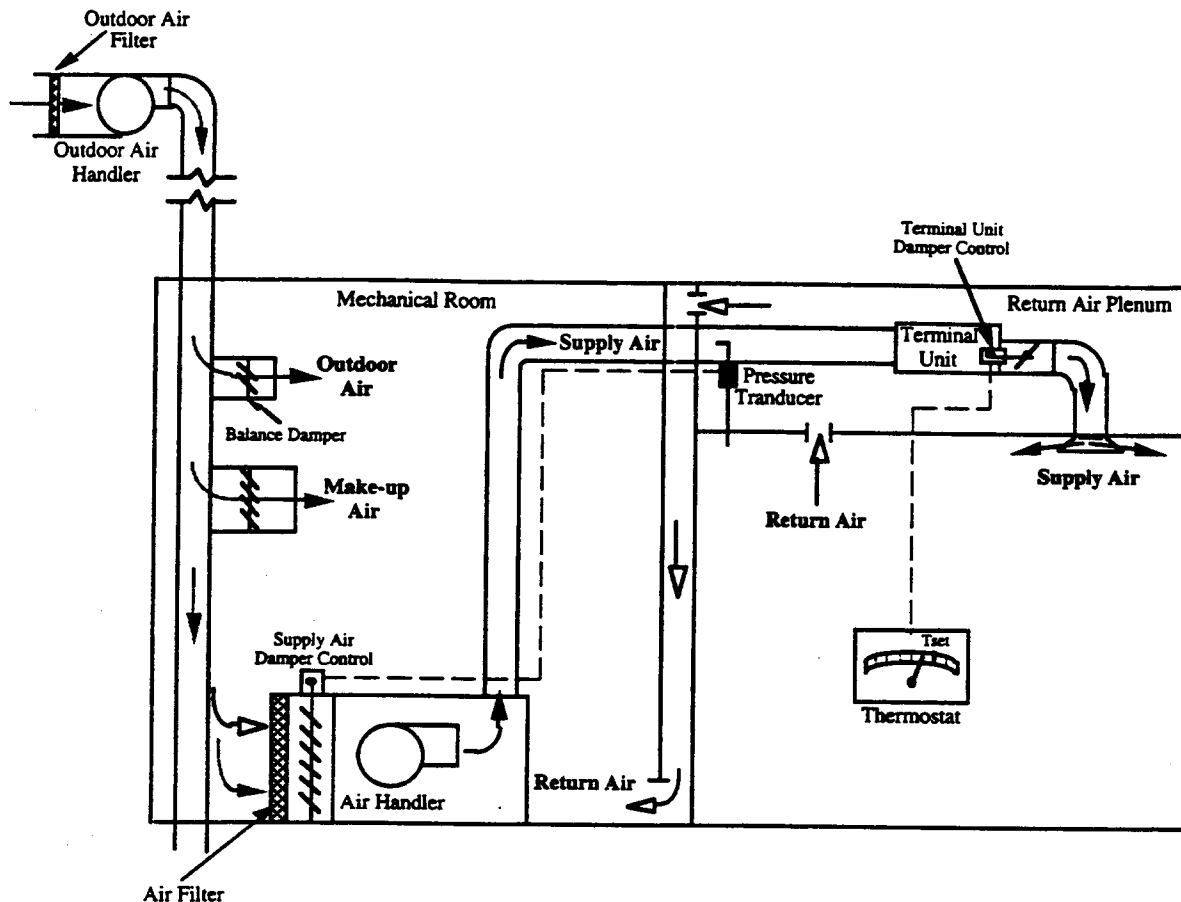 Outdoor Air
Filter
Outdoor Air
Handler
Terminal Unit
Damper Control
Mechanical Room
Return Air Plenum
Supply Air
Terminal
Unit
Outdoor
Air
Pressure
Tranducer
Balance Damper
Supply Air
Make-up
Air
Return Air
Supply Air
Damper Control
Tset
Thermostat
Return Air
Air Handler
Air Filter